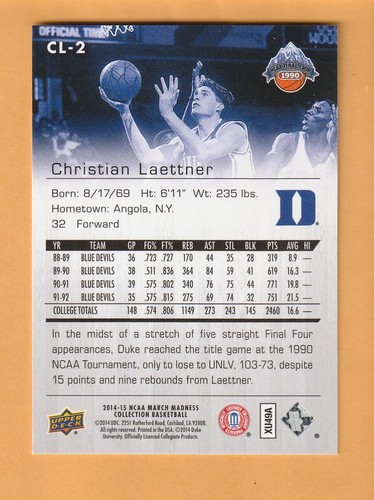 OFFICIAL TIME
CL-2
NCAA FINAL FOUR
1990
Christian Laettner
Born: 8/17/69 Ht: 6'11" Wt: 235 lbs.
Hometown: Angola, N.Y.
32 Forward
D
YR TEAM GP FG% FT% REB AST STL BLK PTS AVG HI
88-89 BLUE DEVILS 36 .723 .727 170 44 35 28 319 8.9 —
89-90 BLUE DEVILS 38 .511 .836 364 84 59 41 619 16.3 —
90-91 BLUE DEVILS 39 .575 .802 340 76 75 44 771 19.8 —
91-92 BLUE DEVILS 35 .575 .815 275 69 74 32 751 21.5 —
COLLEGE TOTALS 148 .574 .806 1149 273 243 145 2460 16.6 —
In the midst of a stretch of five straight Final Four
appearances, Duke reached the title game at the 1990
NCAA Tournament, only to lose to UNLV, 103-73, despite
15 points and nine rebounds from Laettner.
UPPER DECK
2014-15 NCAA MARCH MADNESS
COLLECTION BASKETBALL
©2014 UDC. 2251 Rutherford Road, Carlsbad, CA 92008.
All rights reserved. Printed in the USA. ©2014 Duke
University. Officially Licensed Collegiate Products.
XU49A